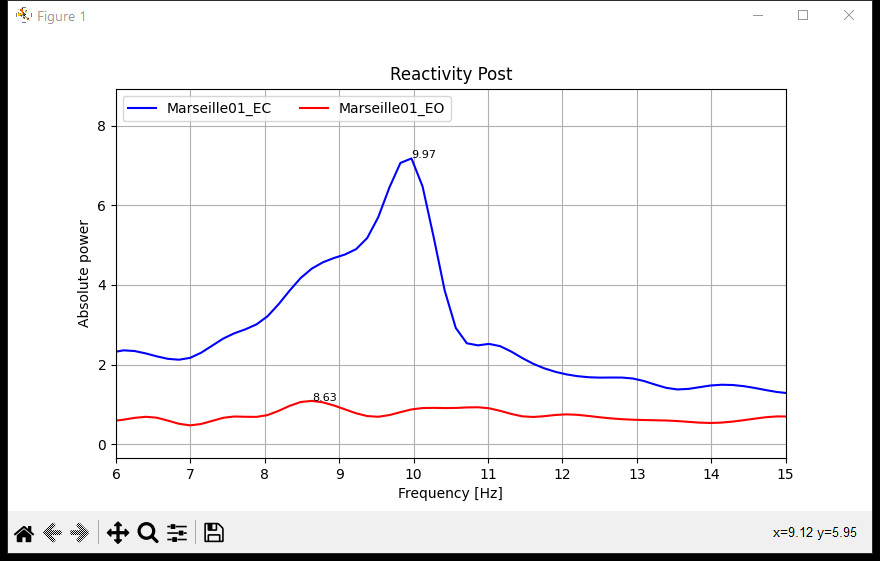 Figure 1
Reactivity Post
Marseille01_EC Marseille01_EO
9.97
8.63
Absolute power
8
6
4
2
0
6 7 8 9 10 11 12 13 14 15
Frequency [Hz]
x=9.12 y=5.95